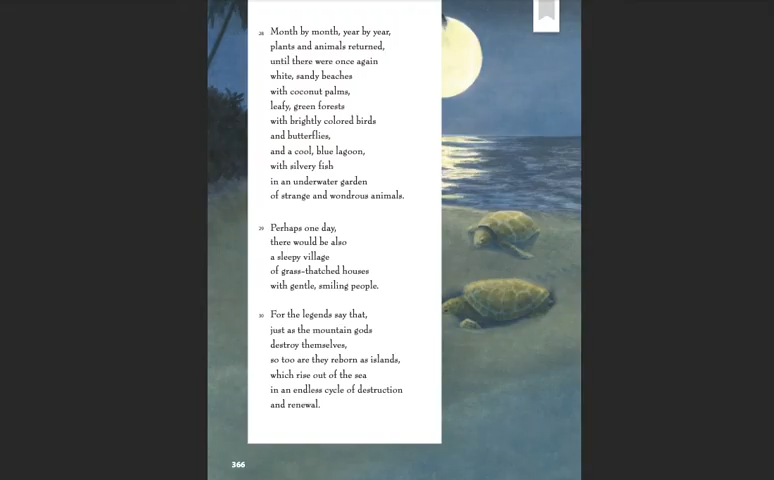 28 Month by month, year by year,
plants and animals returned,
until there were once again
white, sandy beaches
with coconut palms,
leafy, green forests
with brightly colored birds
and butterflies,
and a cool, blue lagoon,
with silvery fish
in an underwater garden
of strange and wondrous animals.
29 Perhaps one day,
there would be also
a sleepy village
of grass-thatched houses
with gentle, smiling people.
30 For the legends say that,
just as the mountain gods
destroy themselves,
so too are they reborn as islands,
which rise out of the sea
in an endless cycle of destruction
and renewal.
366